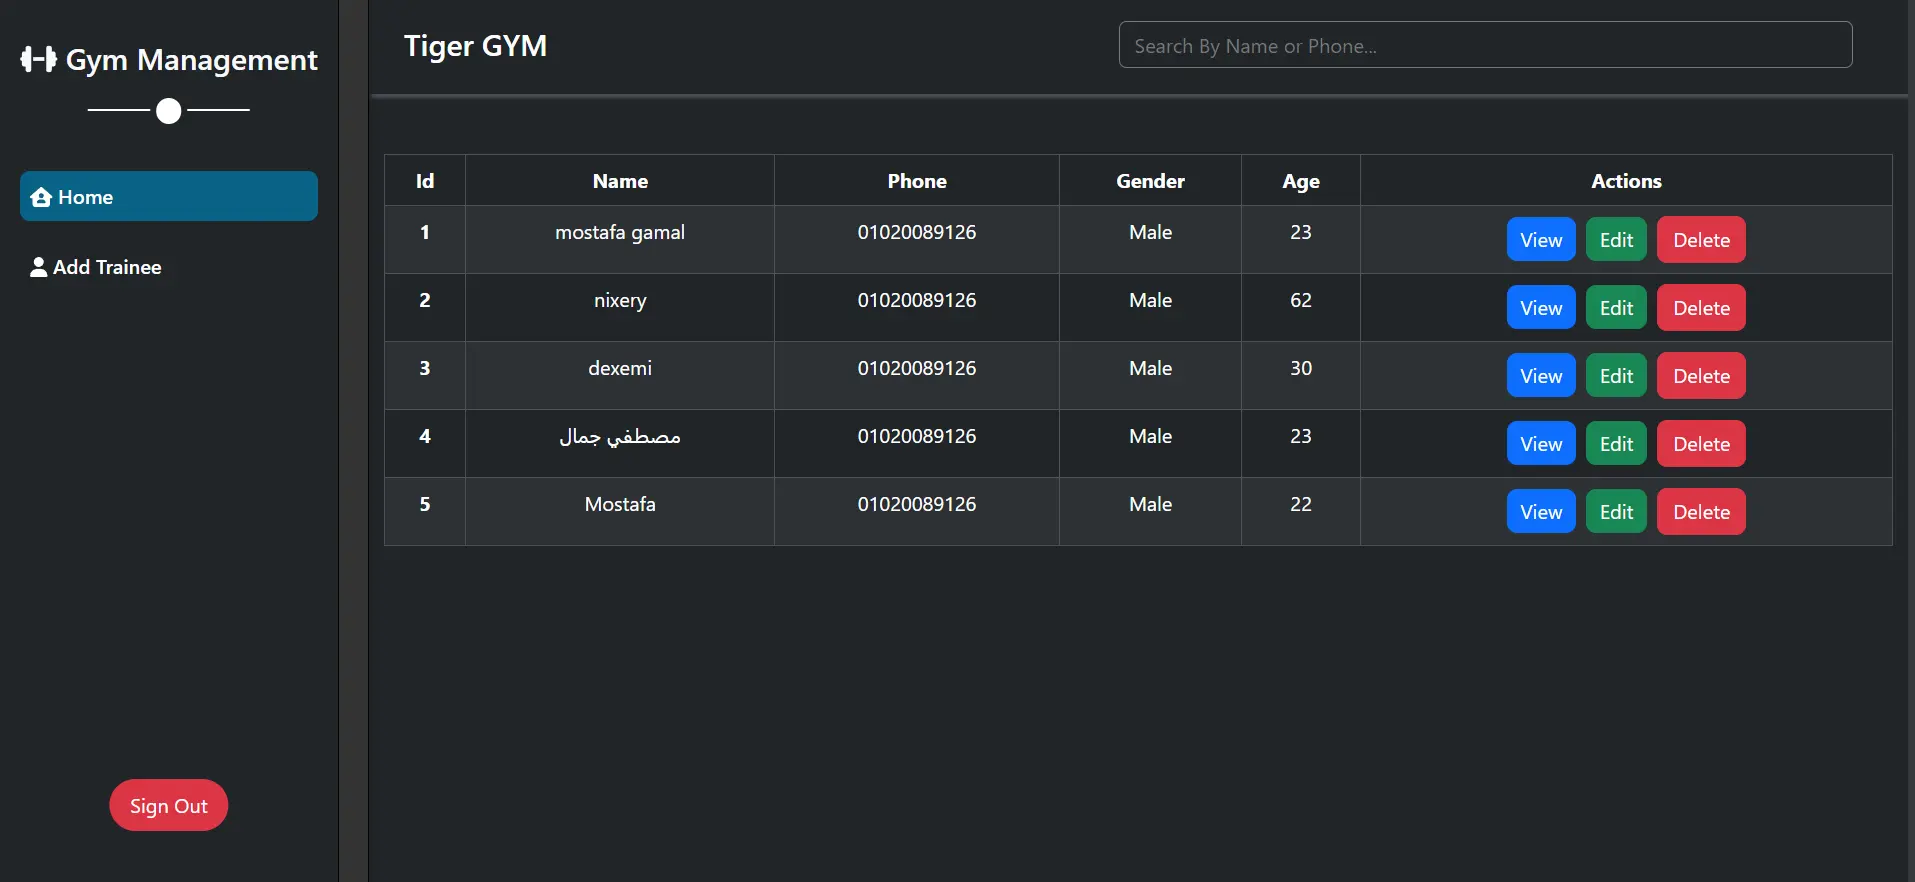 Gym Management
Home
Add Trainee
Sign Out
Tiger GYM
Search By Name or Phone...
Id Name Phone Gender Age Actions
1 mostafa gamal 01020089126 Male 23 View Edit Delete
2 nixery 01020089126 Male 62 View Edit Delete
3 dexemi 01020089126 Male 30 View Edit Delete
4 مصطفي جمال 01020089126 Male 23 View Edit Delete
5 Mostafa 01020089126 Male 22 View Edit Delete